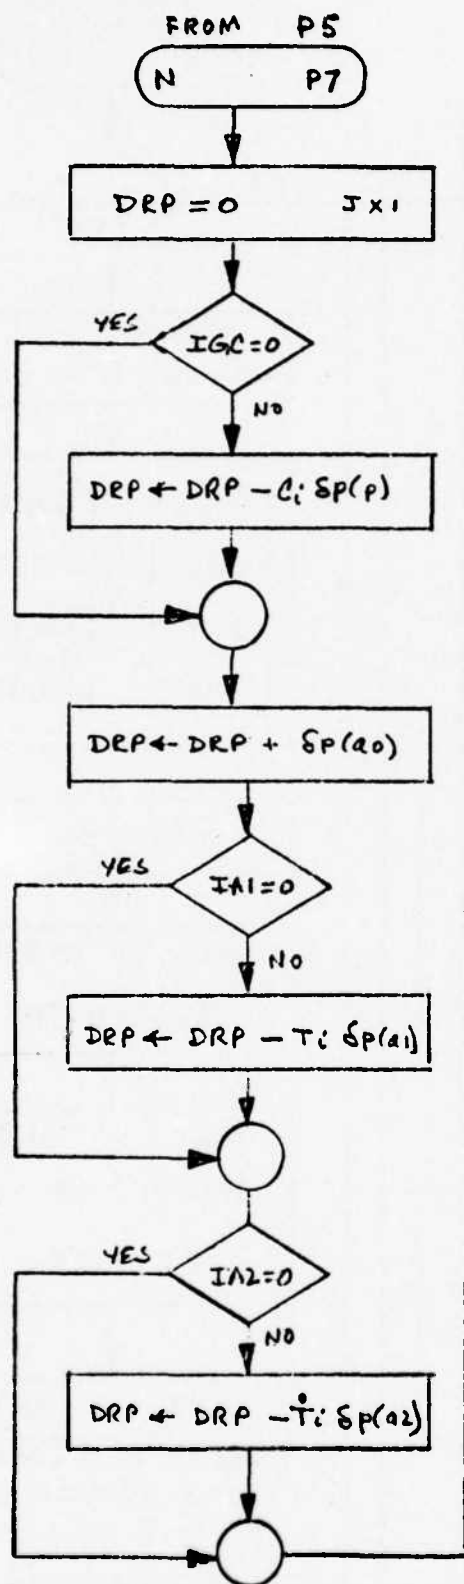 FROM P5
N P7
DRP = 0 J x 1
IGC = 0
YES
NO
DRP ← DRP - Ci δp(p)
DRP ← DRP + δp(a0)
IA1 = 0
YES
NO
DRP ← DRP - Ti δp(a1)
IA2 = 0
YES
NO
DRP ← DRP - Ṫi δp(a2)